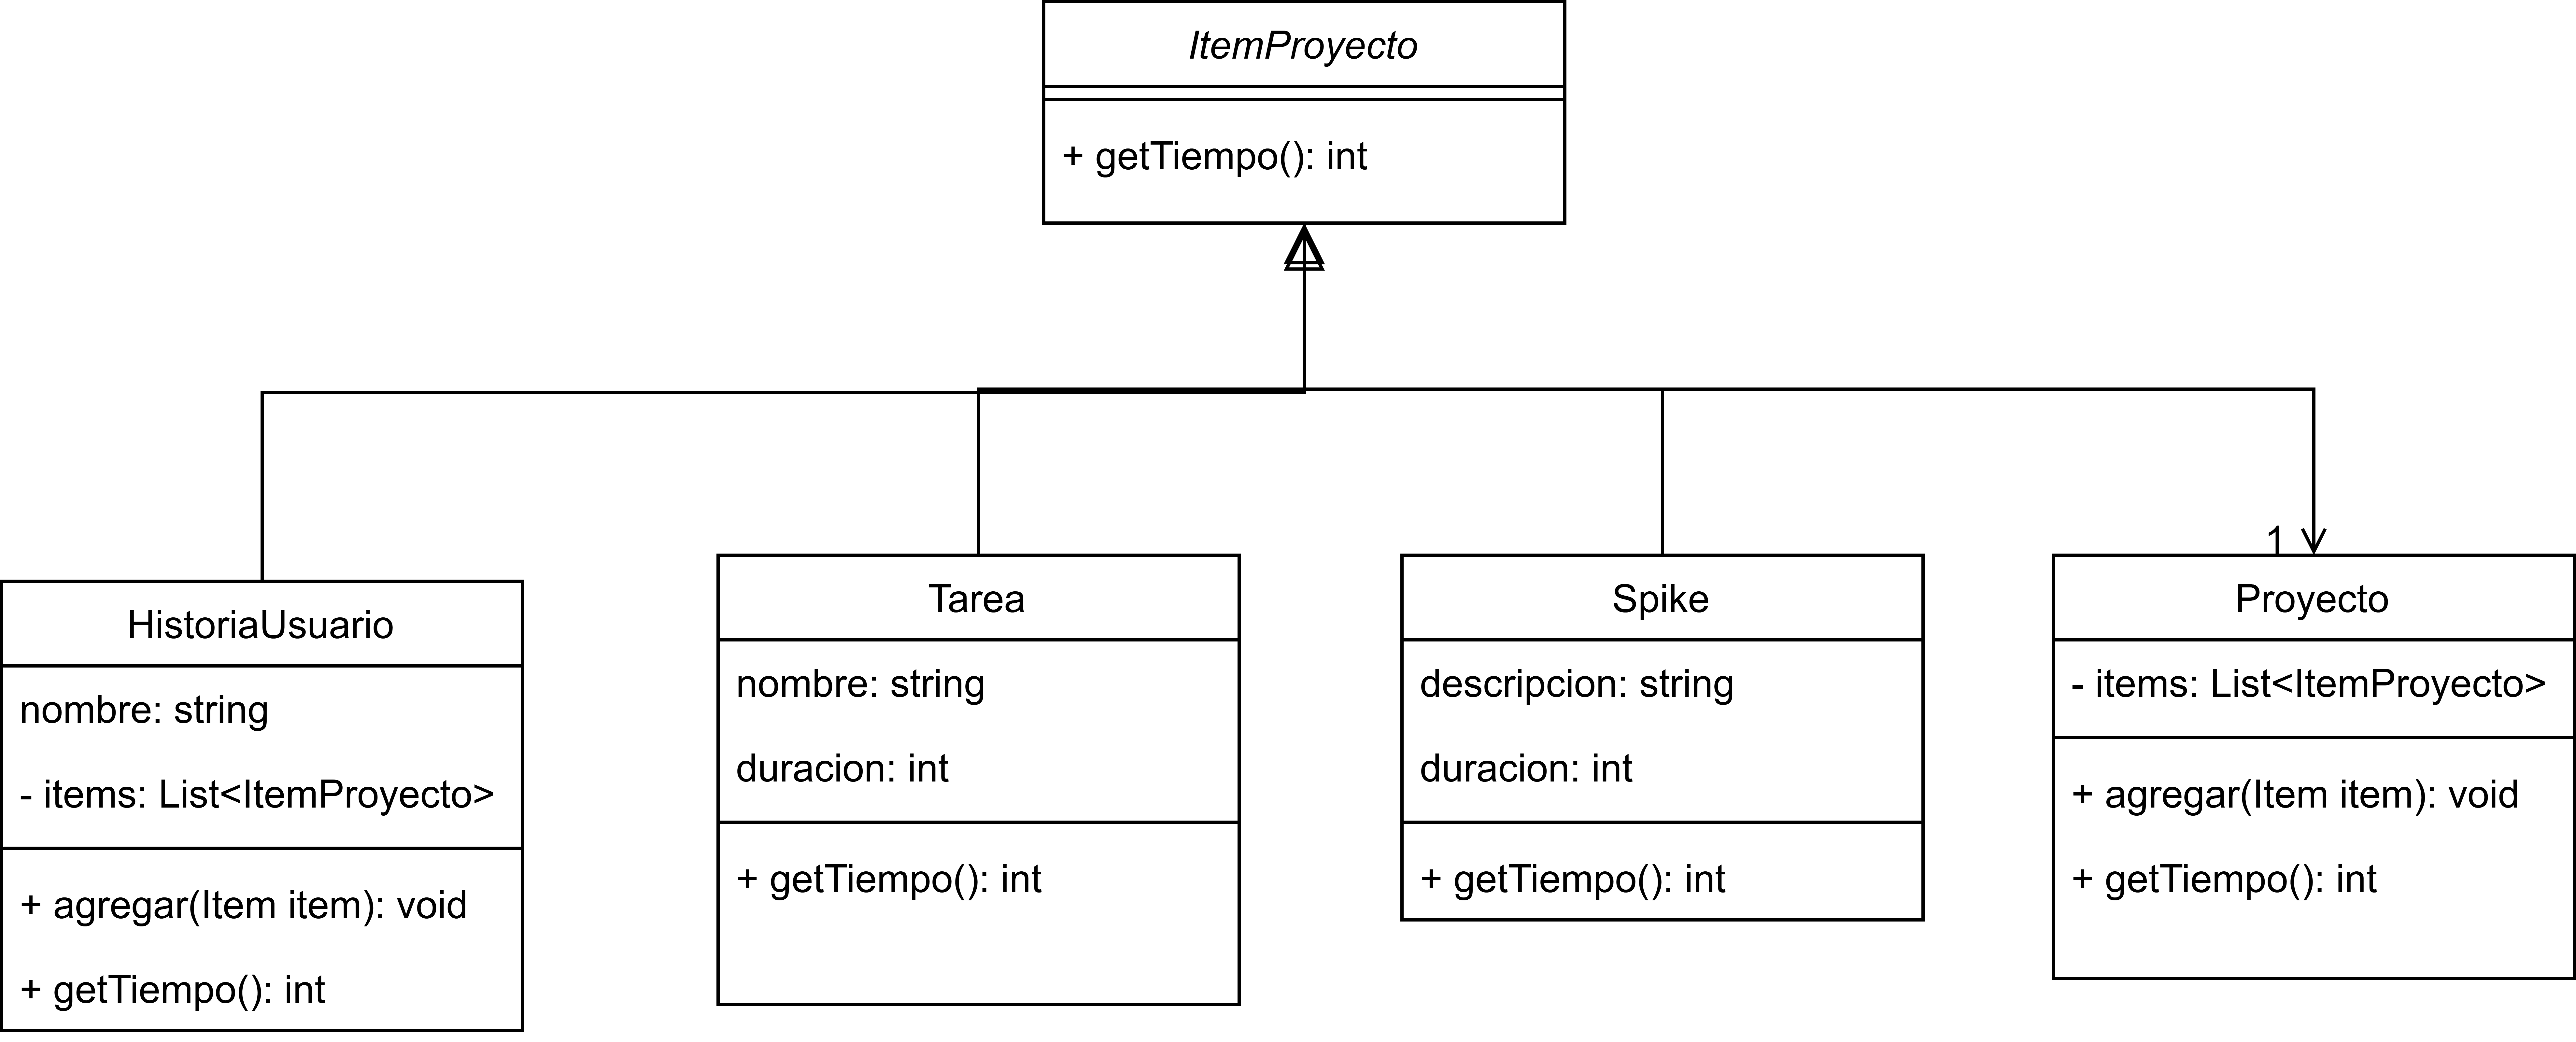 ItemProyecto
+ getTiempo(): int
HistoriaUsuario
nombre: string
- items: List<ItemProyecto>
+ agregar(Item item): void
+ getTiempo(): int
Tarea
nombre: string
duracion: int
+ getTiempo(): int
Spike
descripcion: string
duracion: int
+ getTiempo(): int
1
Proyecto
- items: List<ItemProyecto>
+ agregar(Item item): void
+ getTiempo(): int